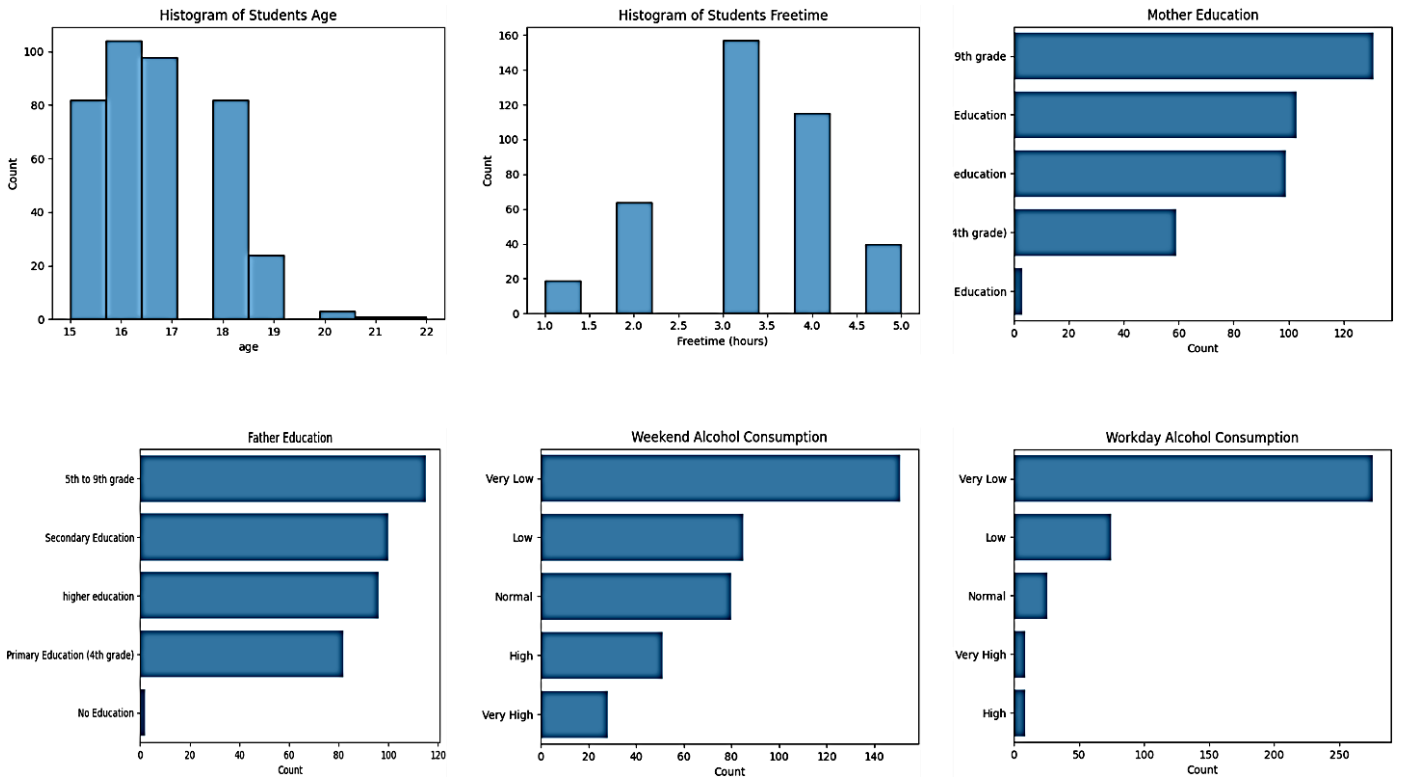 Histogram of Students Age
Count
100
80
60
40
20
0
15 16 17 18 19 20 21 22
age
Histogram of Students Freetime
Count
160
140
120
100
80
60
40
20
0
1.0 1.5 2.0 2.5 3.0 3.5 4.0 4.5 5.0
Freetime (hours)
Mother Education
9th grade
Education
education
4th grade)
Education
0 20 40 60 80 100 120
Count
Father Education
5th to 9th grade
Secondary Education
higher education
Primary Education (4th grade)
No Education
0 20 40 60 80 100 120
Count
Weekend Alcohol Consumption
Very Low
Low
Normal
High
Very High
0 20 40 60 80 100 120 140
Count
Workday Alcohol Consumption
Very Low
Low
Normal
Very High
High
0 50 100 150 200 250
Count